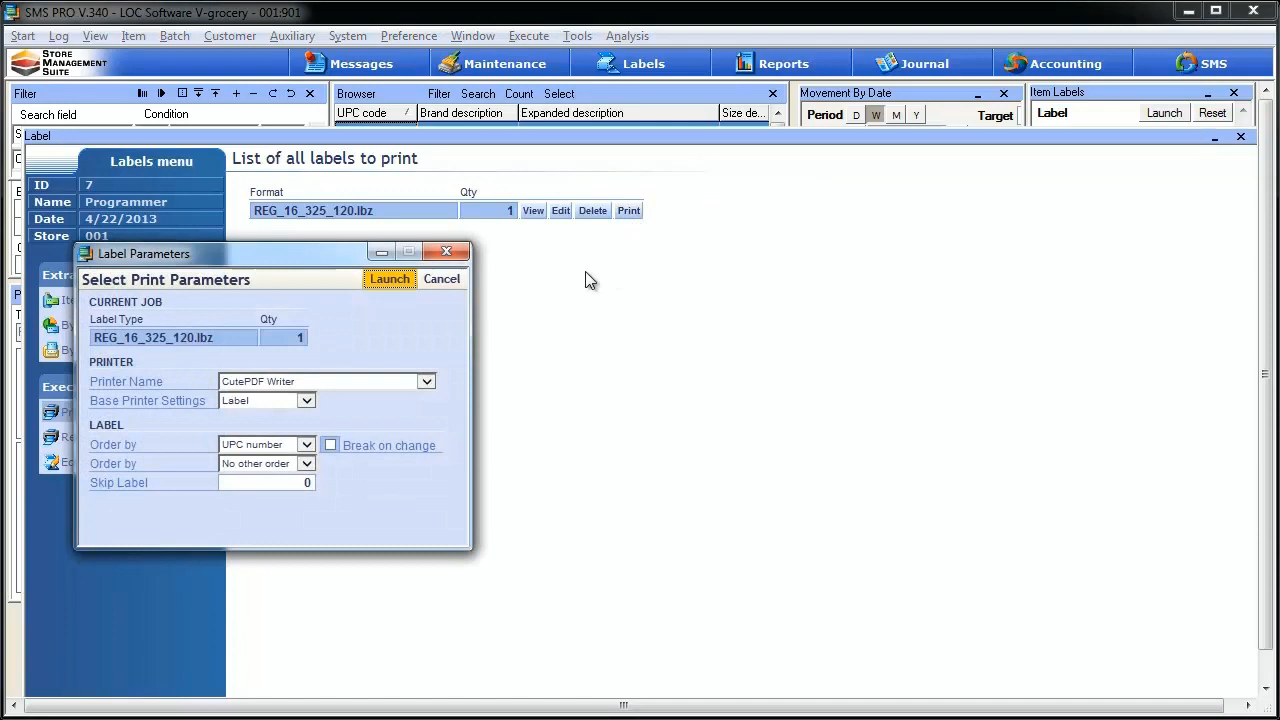 SMS PRO V.340 - LOC Software V-grocery - 001:901
Start Log View Item Batch Customer Auxiliary System Preference Window Execute Tools Analysis
STORE MANAGEMENT SUITE
Messages Maintenance Labels Reports Journal Accounting SMS
Filter
Browser Filter Search Count Select
Movement By Date
Item Labels
Search field Condition
UPC code Brand description Expanded description Size de...
Period D W M Y Target
Label Launch Reset
Label
Labels menu
ID 7
Name Programmer
Date 4/22/2013
Store 001
List of all labels to print
Format Qty
REG_16_325_120.lbz 1 View Edit Delete Print
Label Parameters
Select Print Parameters Launch Cancel
CURRENT JOB
Label Type Qty
REG_16_325_120.lbz 1
PRINTER
Printer Name CutePDF Writer
Base Printer Settings Label
LABEL
Order by UPC number Break on change
Order by No other order
Skip Label 0